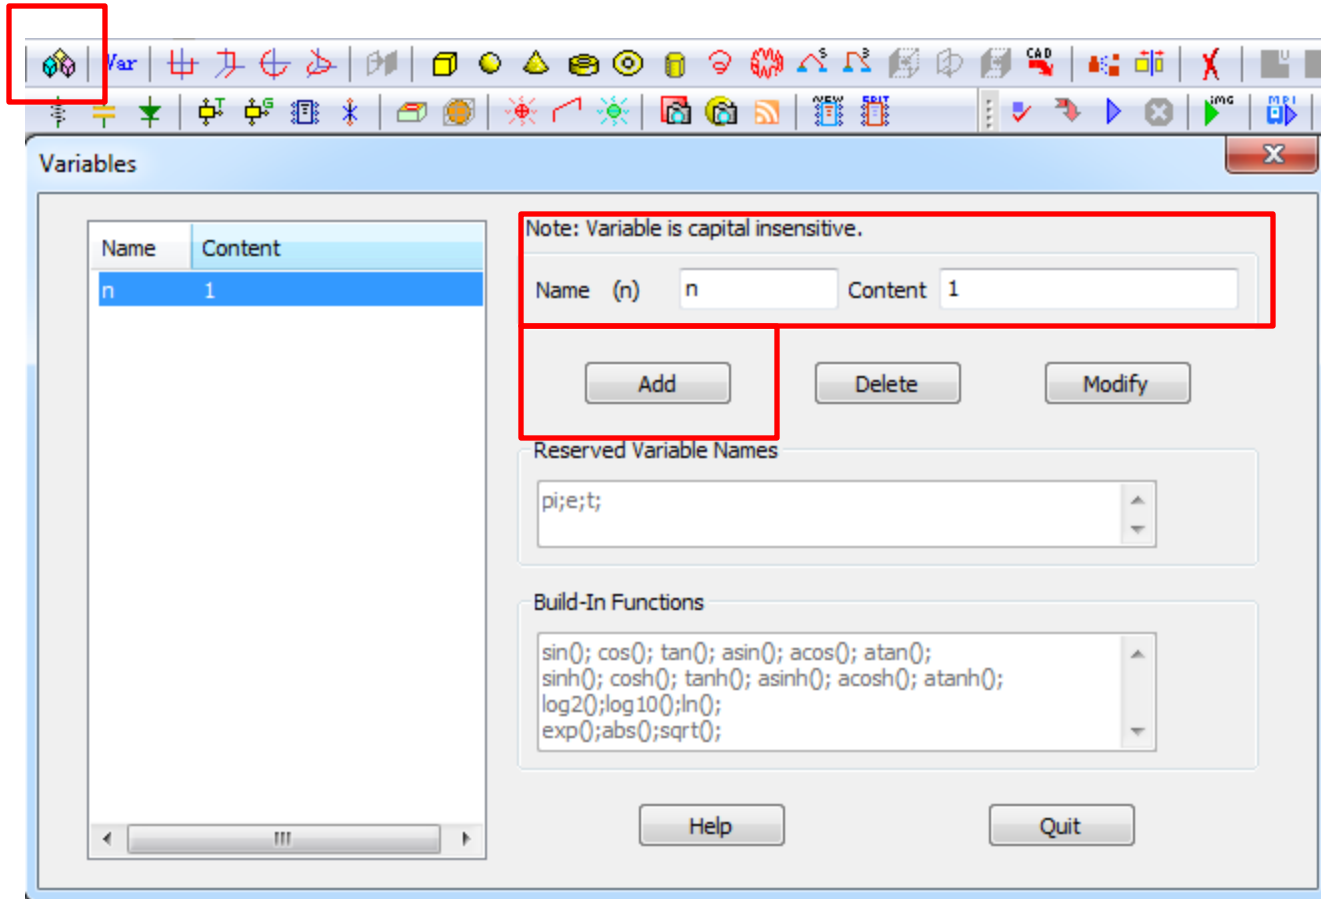 Var CAD U
T G NEW EDIT IMG MPI
Variables
Note: Variable is capital insensitive.
Name Content
n 1
Name (n) n Content 1
Add Delete Modify
Reserved Variable Names
pi;e;t;
Build-In Functions
sin(); cos(); tan(); asin(); acos(); atan();
sinh(); cosh(); tanh(); asinh(); acosh(); atanh();
log2();log10();ln();
exp();abs();sqrt();
Help Quit